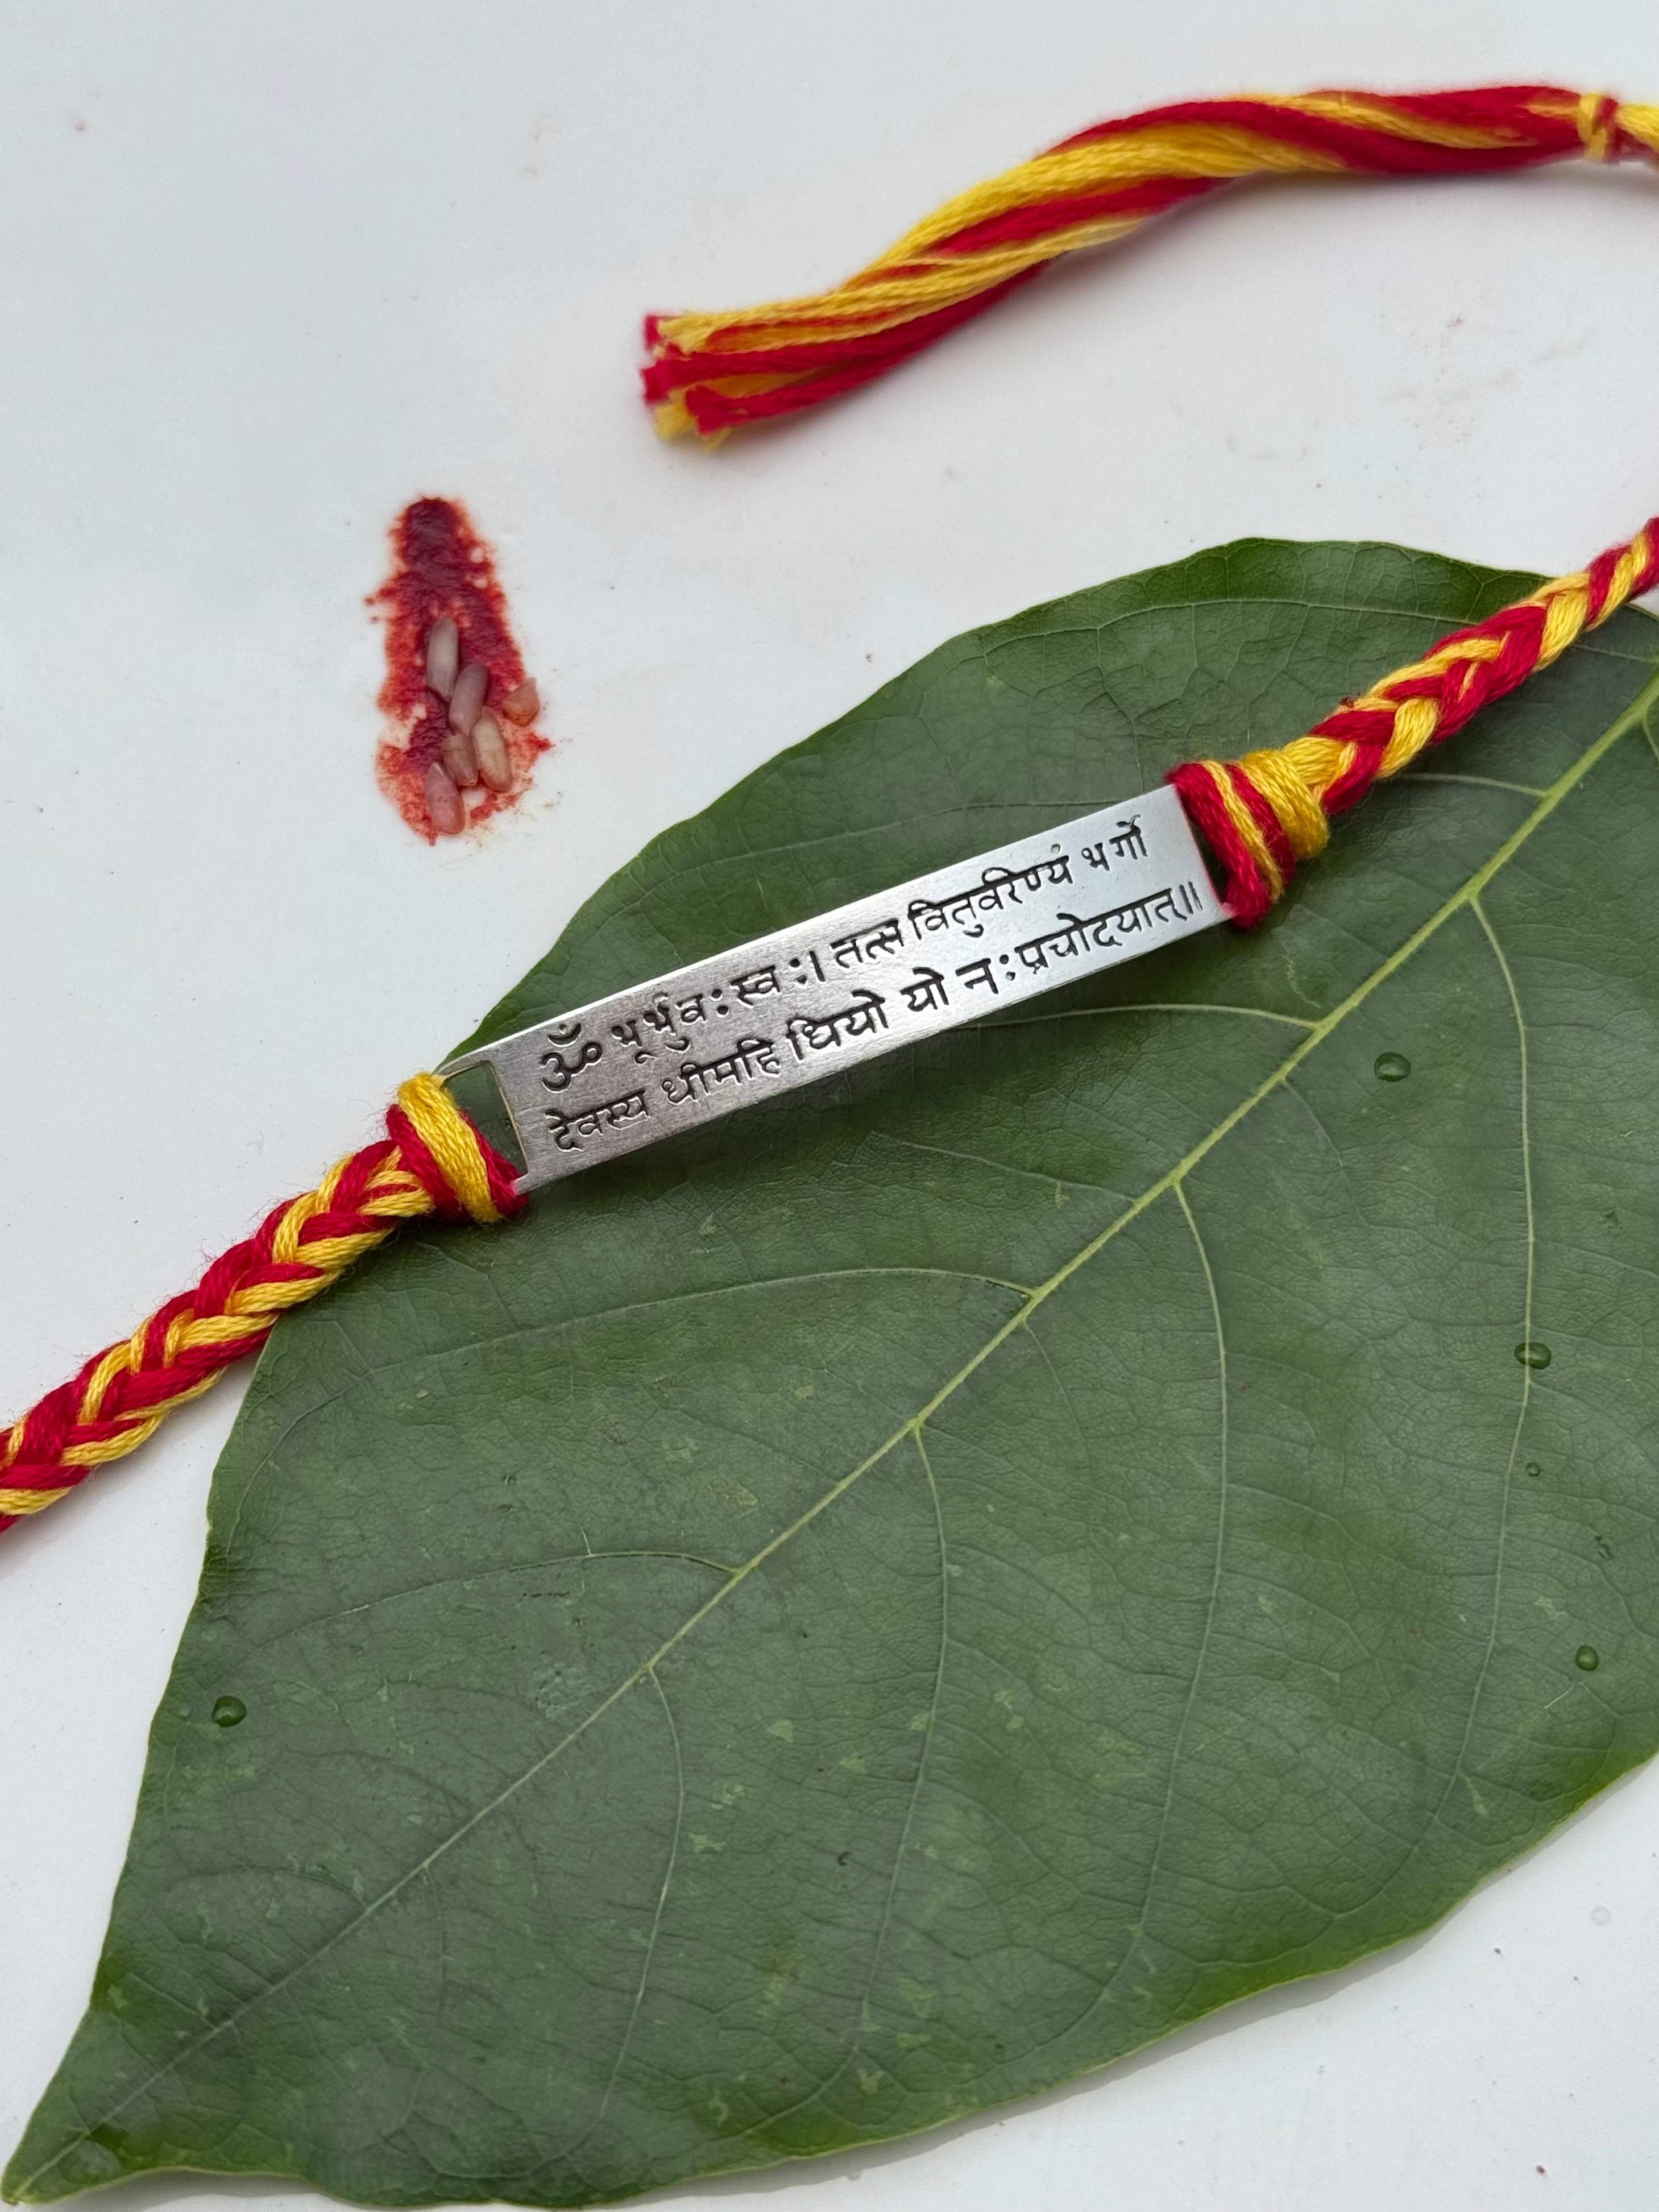 ॐ भूर्भुवः स्वः। तत्सवितुर्वरेण्यं भर्गो
देवस्य धीमहि धियो यो नः प्रचोदयात्॥